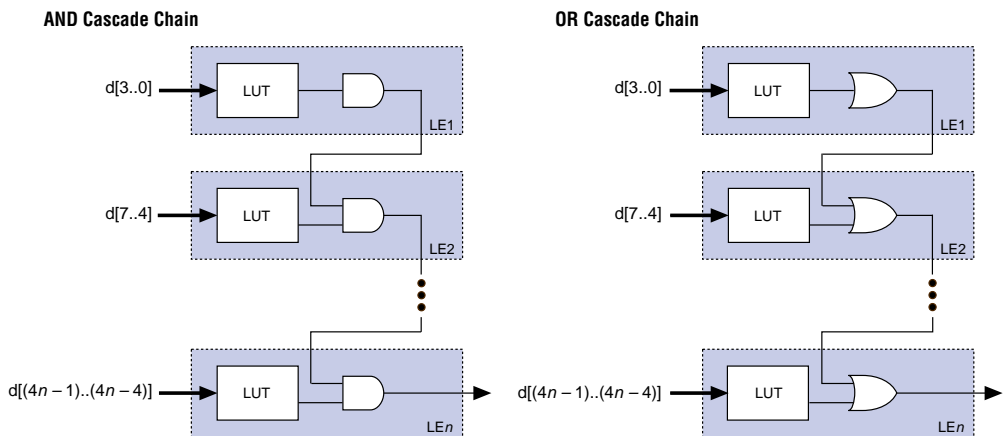 AND Cascade Chain
OR Cascade Chain
d[3..0]
LUT
LE1
d[3..0]
LUT
LE1
d[7..4]
LUT
LE2
d[7..4]
LUT
LE2
d[(4n – 1)..(4n – 4)]
LUT
LEn
d[(4n – 1)..(4n – 4)]
LUT
LEn